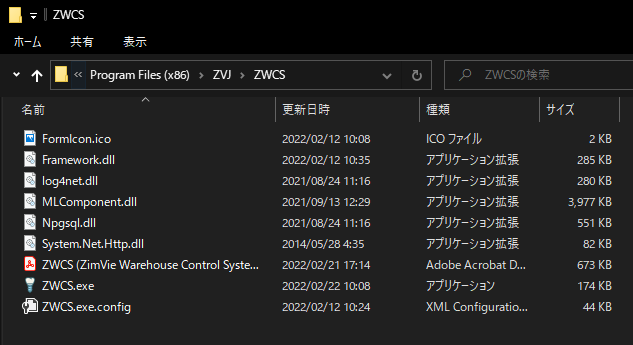 ZWCS
ホーム 共有 表示
« Program Files (x86) > ZVJ > ZWCS ZWCSの検索
名前 更新日時 種類 サイズ
FormIcon.ico 2022/02/12 10:08 ICO ファイル 2 KB
Framework.dll 2022/02/12 10:35 アプリケーション拡張 285 KB
log4net.dll 2021/08/24 11:16 アプリケーション拡張 280 KB
MLComponent.dll 2021/09/13 12:29 アプリケーション拡張 3,977 KB
Npgsql.dll 2021/08/24 11:16 アプリケーション拡張 551 KB
System.Net.Http.dll 2014/05/28 4:35 アプリケーション拡張 82 KB
ZWCS (ZimVie Warehouse Control Syste... 2022/02/21 17:14 Adobe Acrobat D... 673 KB
ZWCS.exe 2022/02/22 10:08 アプリケーション 174 KB
ZWCS.exe.config 2022/02/12 10:24 XML Configuratio... 44 KB